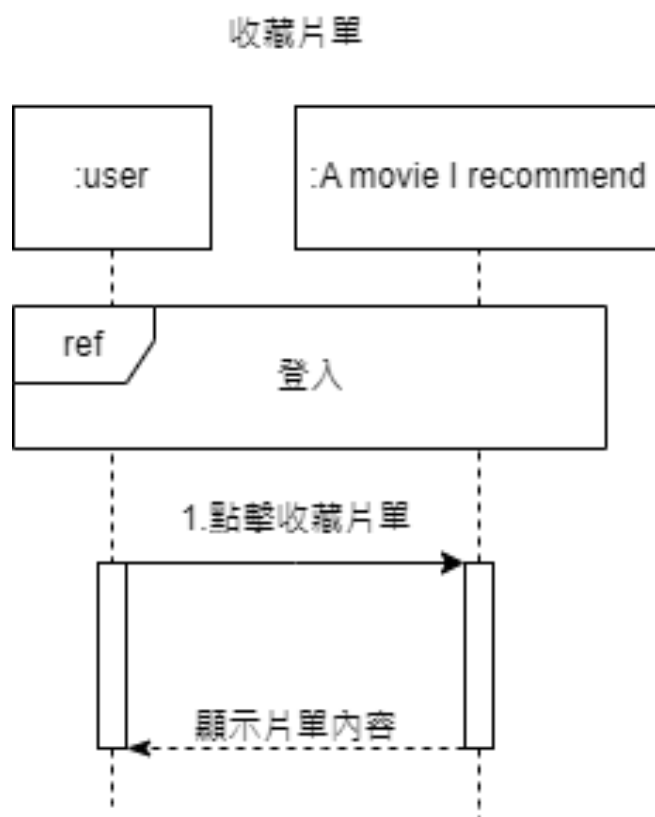 收藏片單
:user
:A movie I recommend
ref
登入
1.點擊收藏片單
顯示片單內容